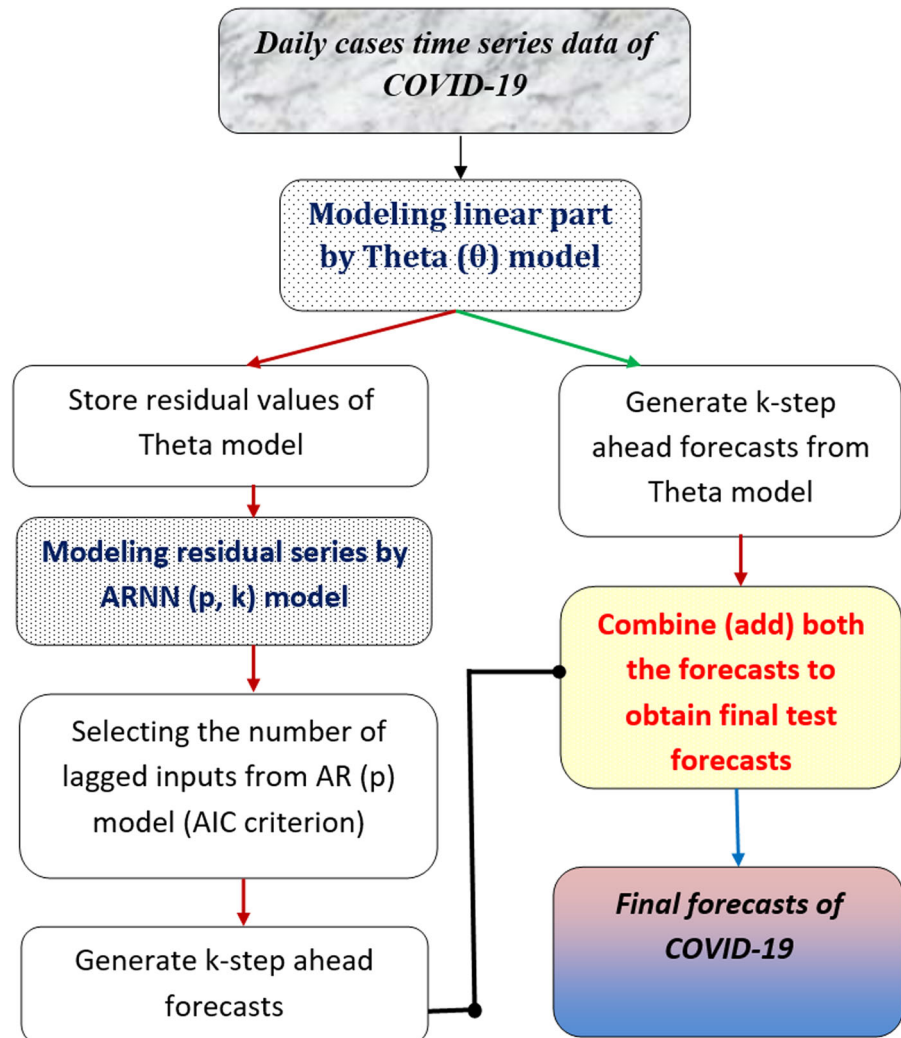 Daily cases time series data of
COVID-19
Modeling linear part
by Theta (θ) model
Store residual values of
Theta model
Modeling residual series by
ARNN (p, k) model
Selecting the number of
lagged inputs from AR (p)
model (AIC criterion)
Generate k-step ahead
forecasts
Generate k-step
ahead forecasts from
Theta model
Combine (add) both
the forecasts to
obtain final test
forecasts
Final forecasts of
COVID-19